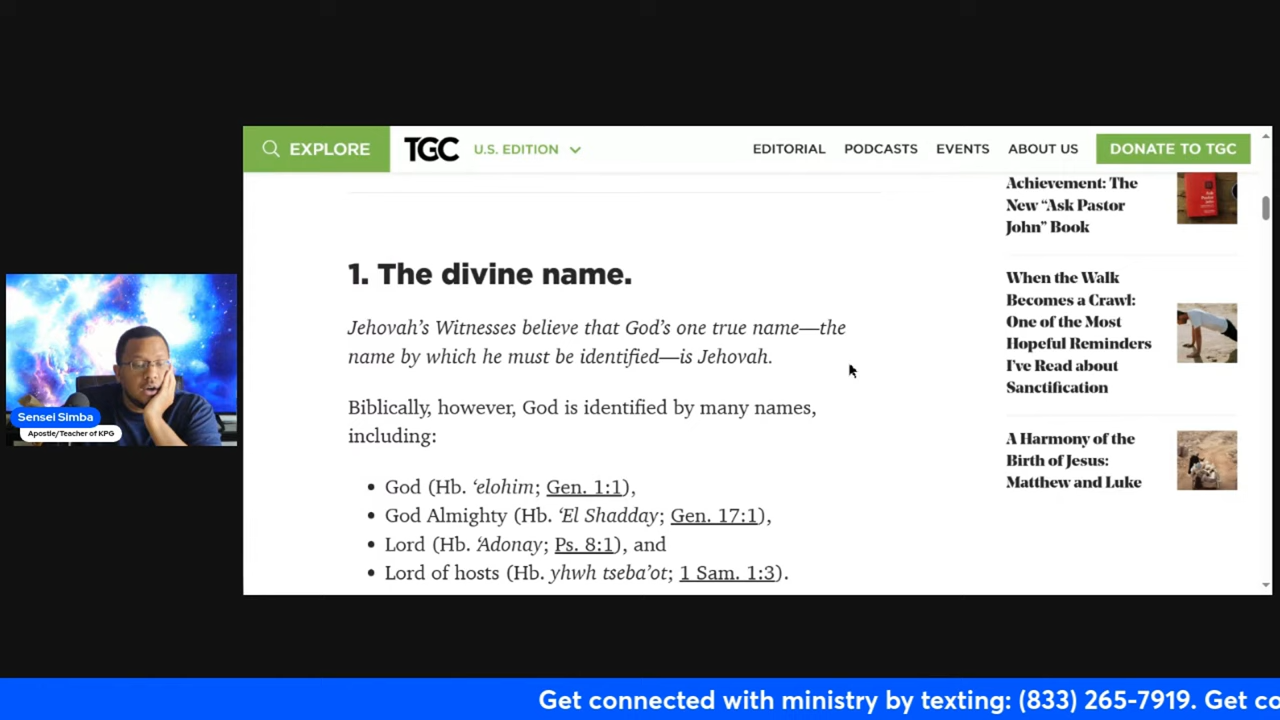 EXPLORE
TGC
U.S. EDITION
EDITORIAL
PODCASTS
EVENTS
ABOUT US
DONATE TO TGC
1. The divine name.
Jehovah's Witnesses believe that God's one true name—the
name by which he must be identified—is Jehovah.
Biblically, however, God is identified by many names,
including:
• God (Hb. ‘elohim; Gen. 1:1),
• God Almighty (Hb. ‘El Shadday; Gen. 17:1),
• Lord (Hb. ‘Adonay; Ps. 8:1), and
• Lord of hosts (Hb. yhwh tseba’ot; 1 Sam. 1:3).
Achievement: The
New “Ask Pastor
John” Book
When the Walk
Becomes a Crawl:
One of the Most
Hopeful Reminders
I’ve Read about
Sanctification
A Harmony of the
Birth of Jesus:
Matthew and Luke
Sensei Simba
Apostle/Teacher of KPG
Get connected with ministry by texting: (833) 265-7919. Get co